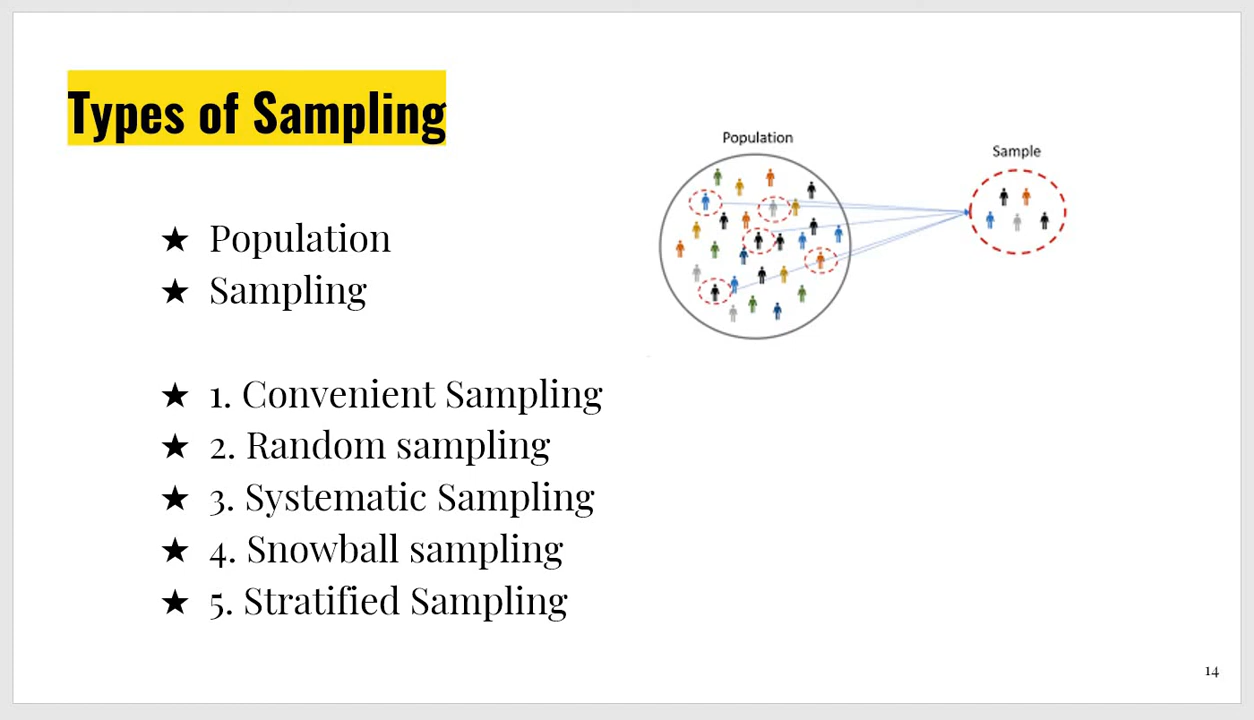 Types of Sampling
Population
Sample
★ Population
★ Sampling
★ 1. Convenient Sampling
★ 2. Random sampling
★ 3. Systematic Sampling
★ 4. Snowball sampling
★ 5. Stratified Sampling
14